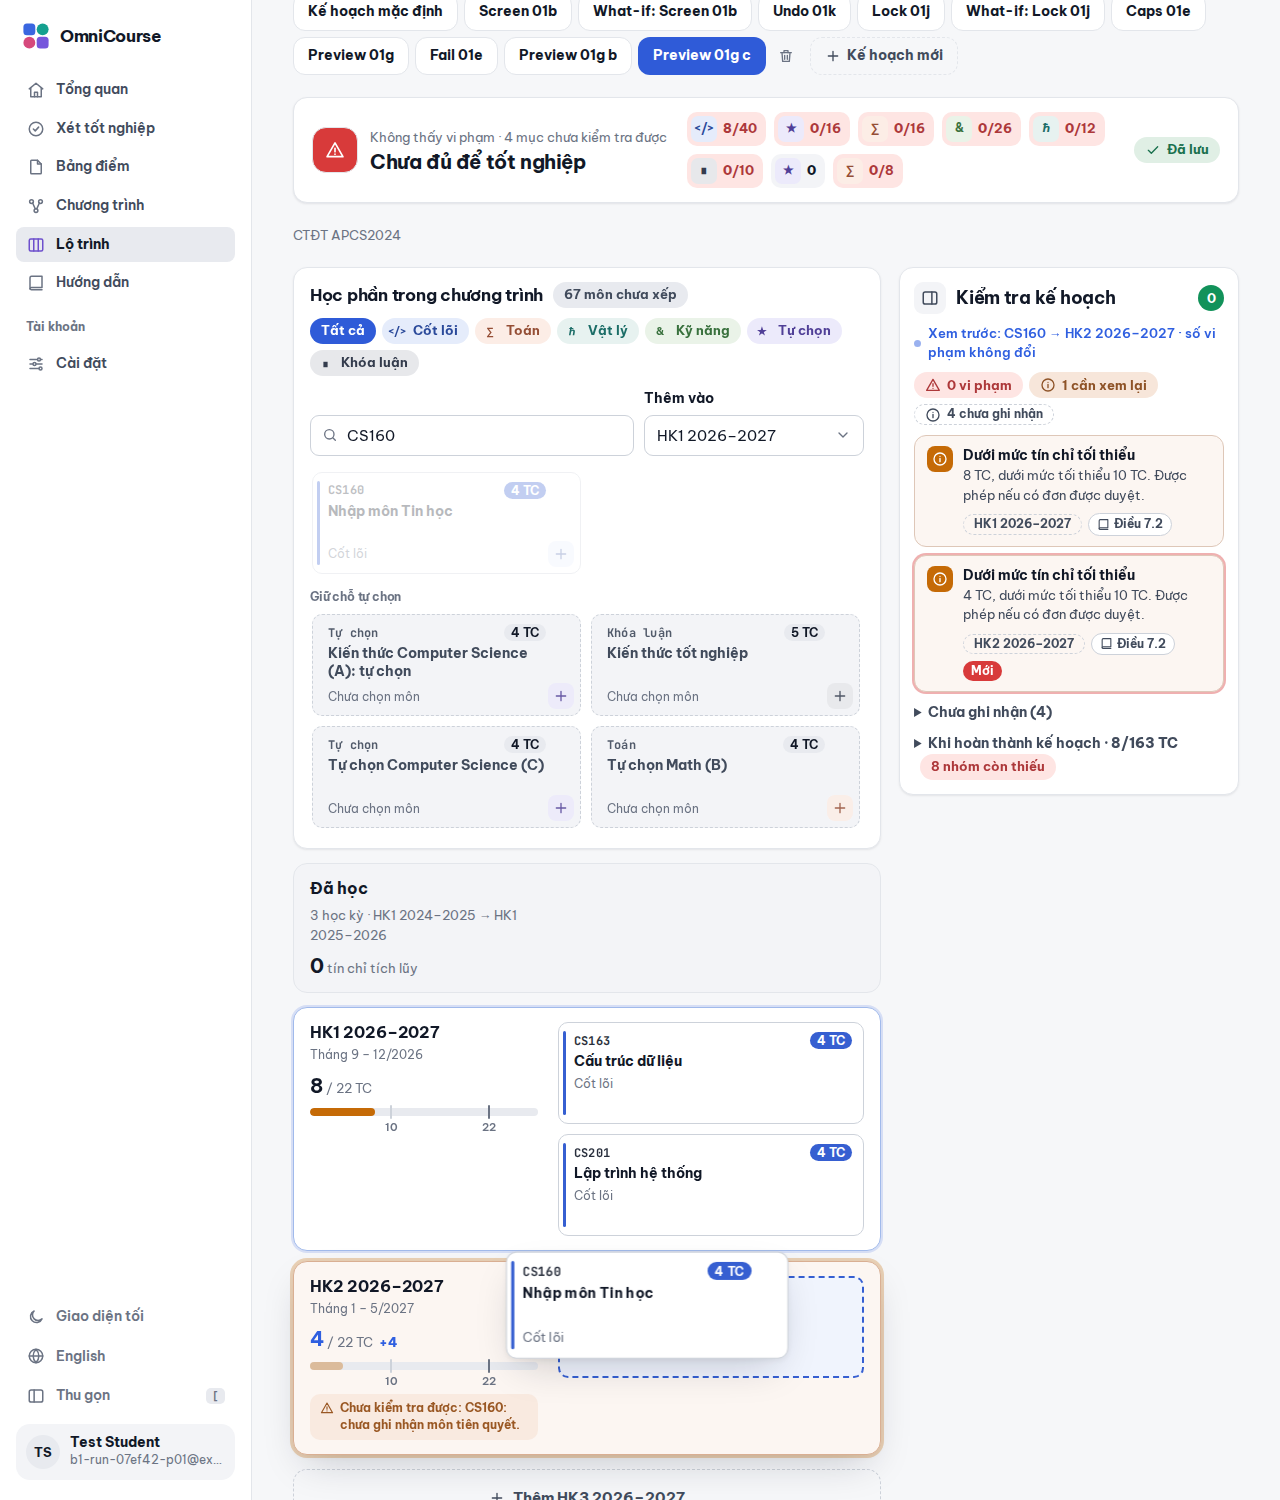 OmniCourse
Tổng quan
Xét tốt nghiệp
Bảng điểm
Chương trình
Lộ trình
Hướng dẫn
Tài khoản
Cài đặt
Giao diện tối
English
Thu gọn [
TS Test Student
b1-run-07ef42-p01@ex...
Kế hoạch mặc định Screen 01b What-if: Screen 01b Undo 01k Lock 01j What-if: Lock 01j Caps 01e
Preview 01g Fail 01e Preview 01g b Preview 01g c + Kế hoạch mới
Không thấy vi phạm · 4 mục chưa kiểm tra được
Chưa đủ để tốt nghiệp
</> 8/40 ★ 0/16 ∑ 0/16 & 0/26 ℏ 0/12
∎ 0/10 ★ 0 ∑ 0/8
Đã lưu
CTĐT APCS2024
Học phần trong chương trình 67 môn chưa xếp
Tất cả </> Cốt lõi ∑ Toán ℏ Vật lý & Kỹ năng ★ Tự chọn
∎ Khóa luận
Thêm vào
CS160 HK1 2026–2027
CS160 4 TC
Nhập môn Tin học
Cốt lõi +
Giữ chỗ tự chọn
Tự chọn 4 TC
Kiến thức Computer Science
(A): tự chọn
Chưa chọn môn +
Khóa luận 5 TC
Kiến thức tốt nghiệp
Chưa chọn môn +
Tự chọn 4 TC
Tự chọn Computer Science (C)
Chưa chọn môn +
Toán 4 TC
Tự chọn Math (B)
Chưa chọn môn +
Đã học
3 học kỳ · HK1 2024–2025 → HK1
2025–2026
0 tín chỉ tích lũy
HK1 2026–2027
Tháng 9 – 12/2026
8 / 22 TC
10 22
CS163 4 TC
Cấu trúc dữ liệu
Cốt lõi
CS201 4 TC
Lập trình hệ thống
Cốt lõi
HK2 2026–2027
Tháng 1 – 5/2027
4 / 22 TC +4
10 22
Chưa kiểm tra được: CS160:
chưa ghi nhận môn tiên quyết.
CS160 4 TC
Nhập môn Tin học
Cốt lõi
+ Thêm HK3 2026–2027
Kiểm tra kế hoạch 0
Xem trước: CS160 → HK2 2026–2027 · số vi
phạm không đổi
0 vi phạm 1 cần xem lại
4 chưa ghi nhận
Dưới mức tín chỉ tối thiểu
8 TC, dưới mức tối thiểu 10 TC. Được
phép nếu có đơn được duyệt.
HK1 2026–2027 Điều 7.2
Dưới mức tín chỉ tối thiểu
4 TC, dưới mức tối thiểu 10 TC. Được
phép nếu có đơn được duyệt.
HK2 2026–2027 Điều 7.2
Mới
▶ Chưa ghi nhận (4)
▶ Khi hoàn thành kế hoạch · 8/163 TC
8 nhóm còn thiếu